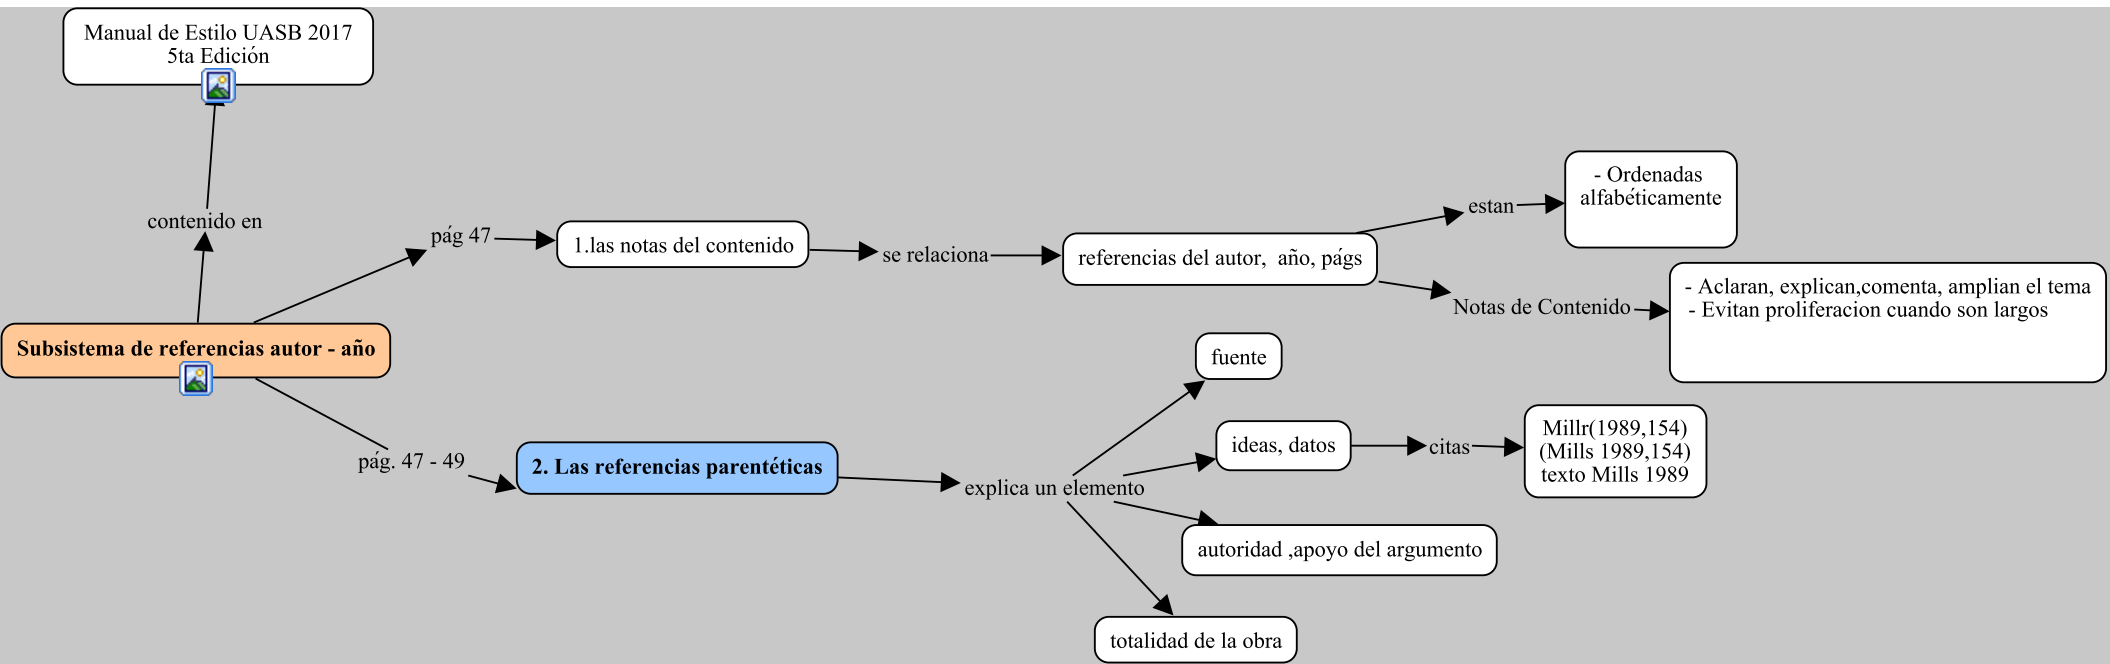 Manual de Estilo UASB 2017
5ta Edición
contenido en
Subsistema de referencias autor - año
pág 47
1.las notas del contenido
se relaciona
referencias del autor,  año, págs
estan
- Ordenadas
alfabéticamente
Notas de Contenido
- Aclaran, explican,comenta, amplian el tema
- Evitan proliferacion cuando son largos
pág. 47 - 49
2. Las referencias parentéticas
explica un elemento
fuente
ideas, datos
citas
Millr(1989,154)
(Mills 1989,154)
texto Mills 1989
autoridad ,apoyo del argumento
totalidad de la obra